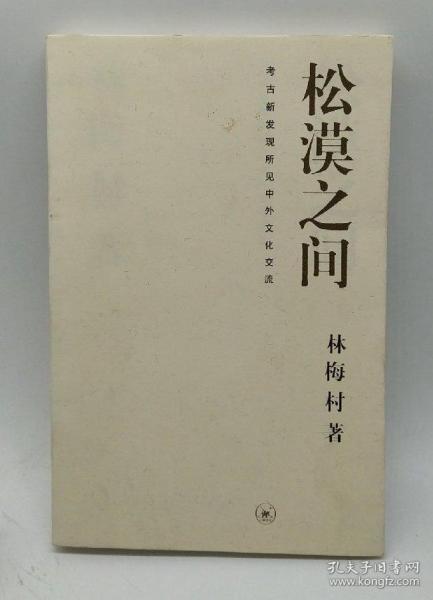 松漠之间
考古新发现所见中外文化交流
林梅村 著
孔夫子旧书网
www.kongfz.com